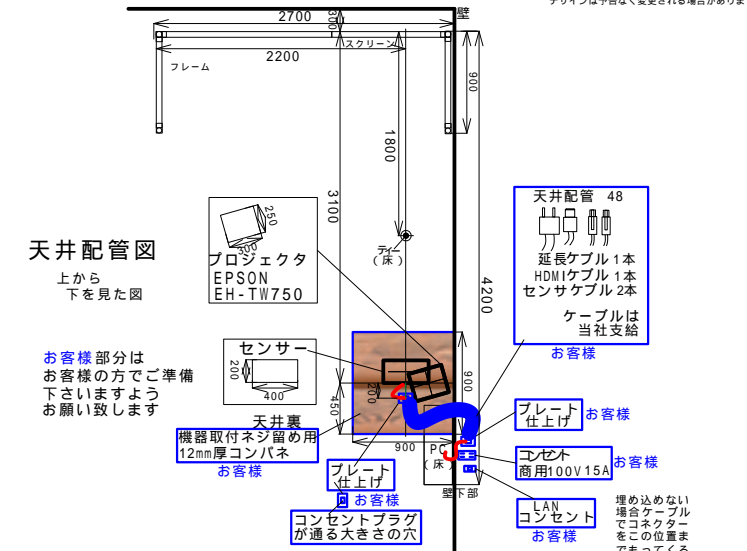 デザインは予告なく変更される場合がありま
2700
300
壁
スクリーン
2200
フレーム
900
1800
3100
ティー
(床)
4200
天井配管図
上から
下を見た図
250
300
プロジェクタ
EPSON
EH-TW750
天井配管 48
延長ケブル1本
HDMIケブル 1本
センサケブル 2本
ケーブルは
当社支給
お客様
お客様部分は
お客様の方でご準備
下さいますよう
お願い致します
センサー
200
400
200
450
900
900
天井裏
機器取付ネジ留め用
12mm厚コンパネ
お客様
プレート
仕上げ
お客様
コンセントプラグ
が通る大きさの穴
PC
(床)
壁下部
プレート
仕上げ
お客様
コンセント
商用100V15A
お客様
LAN
コンセント
お客様
埋め込めない
場合ケーブル
でコネクター
をこの位置ま
でもってくる